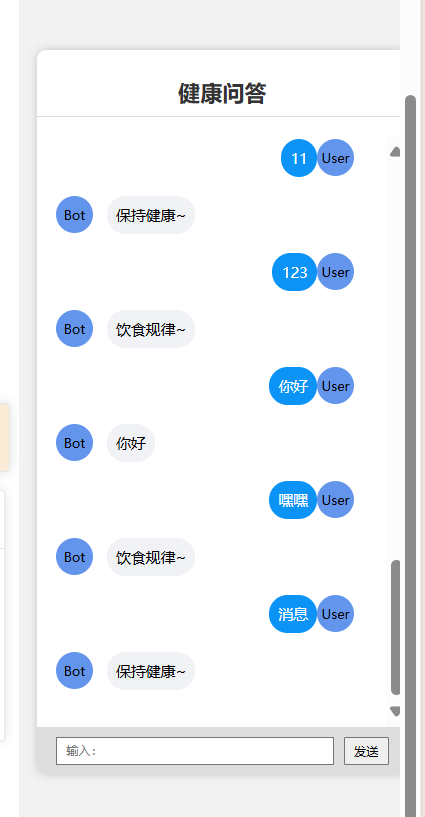 健康问答
11 User
Bot 保持健康~
123 User
Bot 饮食规律~
你好 User
Bot 你好
嘿嘿 User
Bot 饮食规律~
消息 User
Bot 保持健康~
输入: 发送